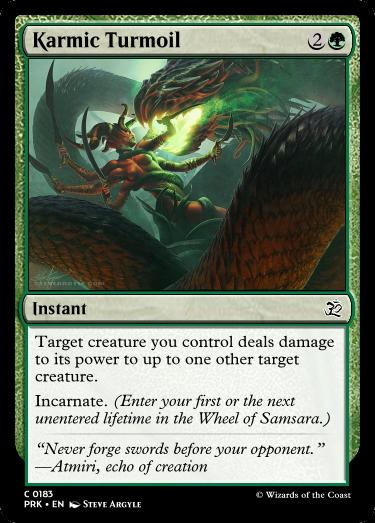 Karmic Turmoil 2
Instant
Target creature you control deals damage
to its power to up to one other target
creature.
Incarnate. (Enter your first or the next
unentered lifetime in the Wheel of Samsara.)
“Never forge swords before your opponent.”
—Atmiri, echo of creation
C 0183
PRK • EN STEVE ARGYLE
© Wizards of the Coast